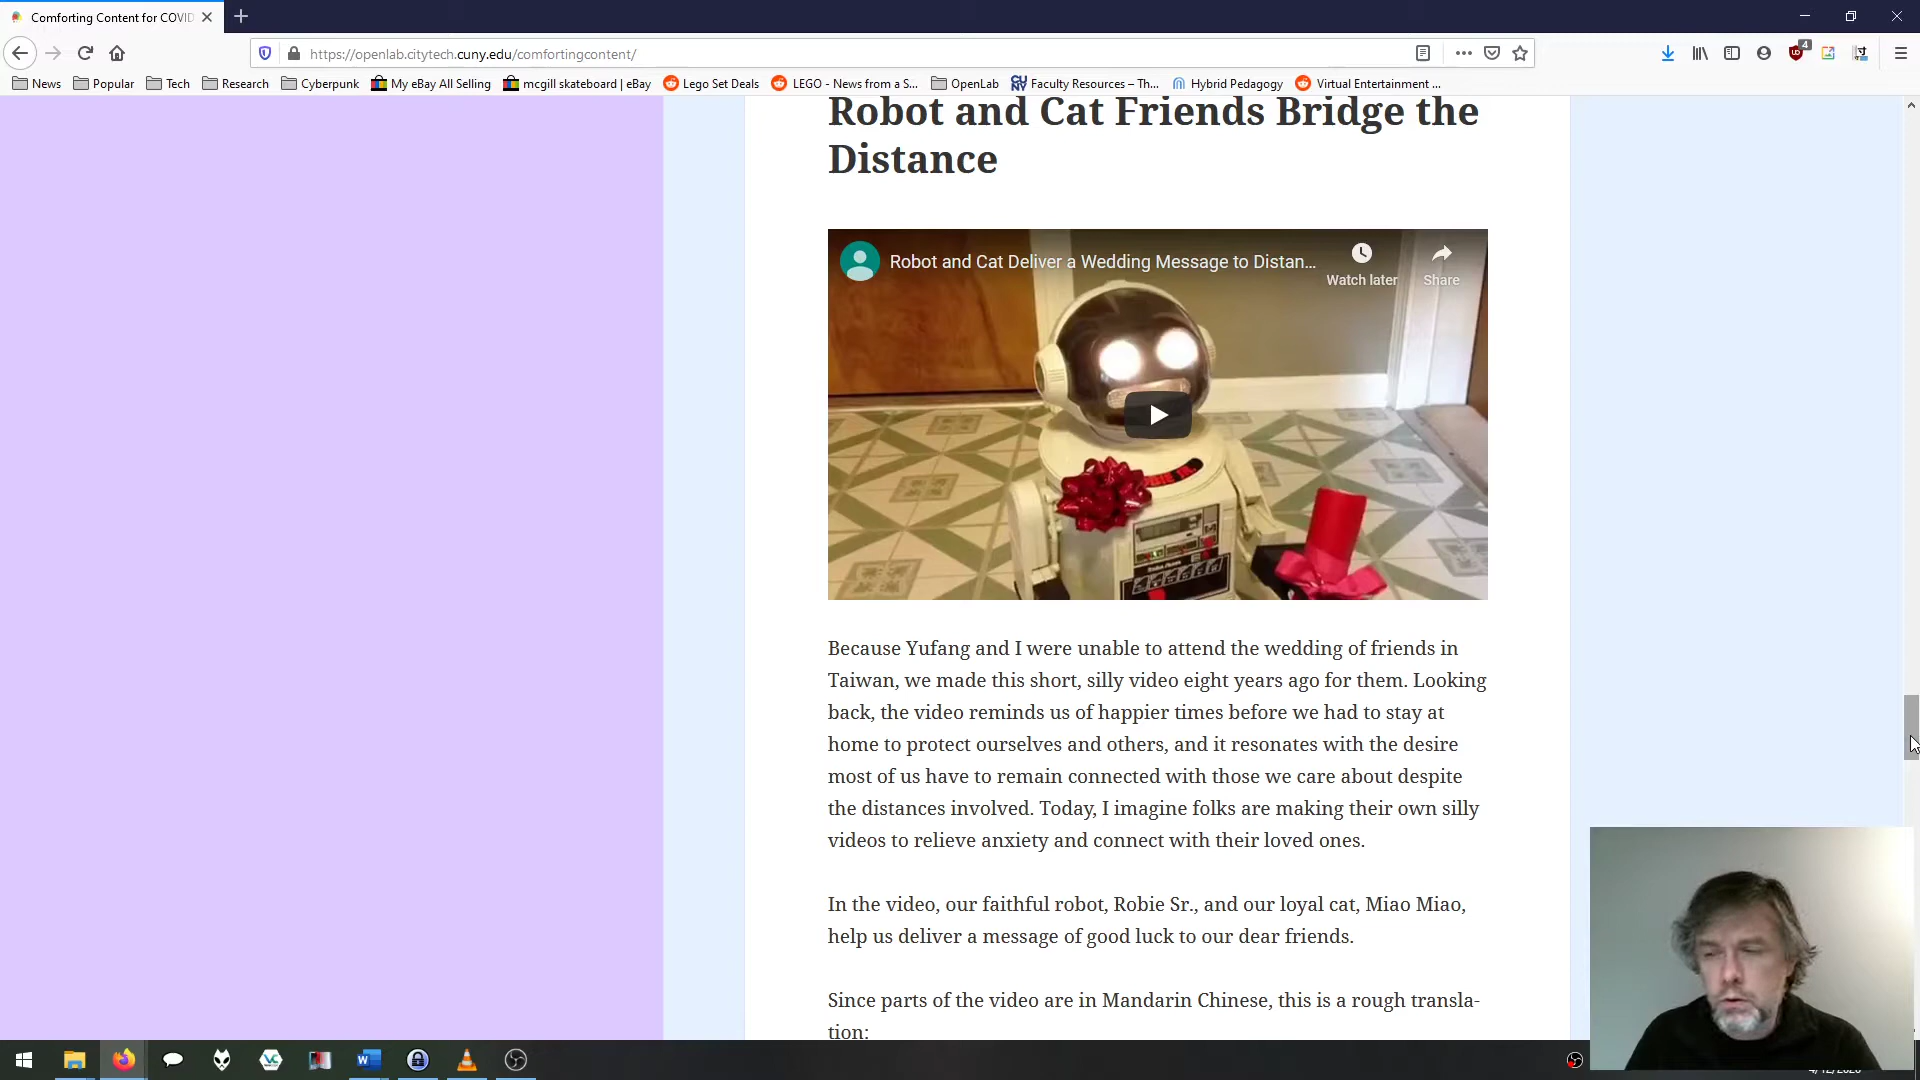 Comforting Content for COVID
https://openlab.citytech.cuny.edu/comfortingcontent/
4
News Popular Tech Research Cyberpunk My eBay All Selling mcgill skateboard | eBay Lego Set Deals LEGO - News from a S... OpenLab Faculty Resources – Th... Hybrid Pedagogy Virtual Entertainment ...
Robot and Cat Friends Bridge the
Distance
Robot and Cat Deliver a Wedding Message to Distan...
Watch later
Share
Because Yufang and I were unable to attend the wedding of friends in
Taiwan, we made this short, silly video eight years ago for them. Looking
back, the video reminds us of happier times before we had to stay at
home to protect ourselves and others, and it resonates with the desire
most of us have to remain connected with those we care about despite
the distances involved. Today, I imagine folks are making their own silly
videos to relieve anxiety and connect with their loved ones.
In the video, our faithful robot, Robie Sr., and our loyal cat, Miao Miao,
help us deliver a message of good luck to our dear friends.
Since parts of the video are in Mandarin Chinese, this is a rough transla-
tion: